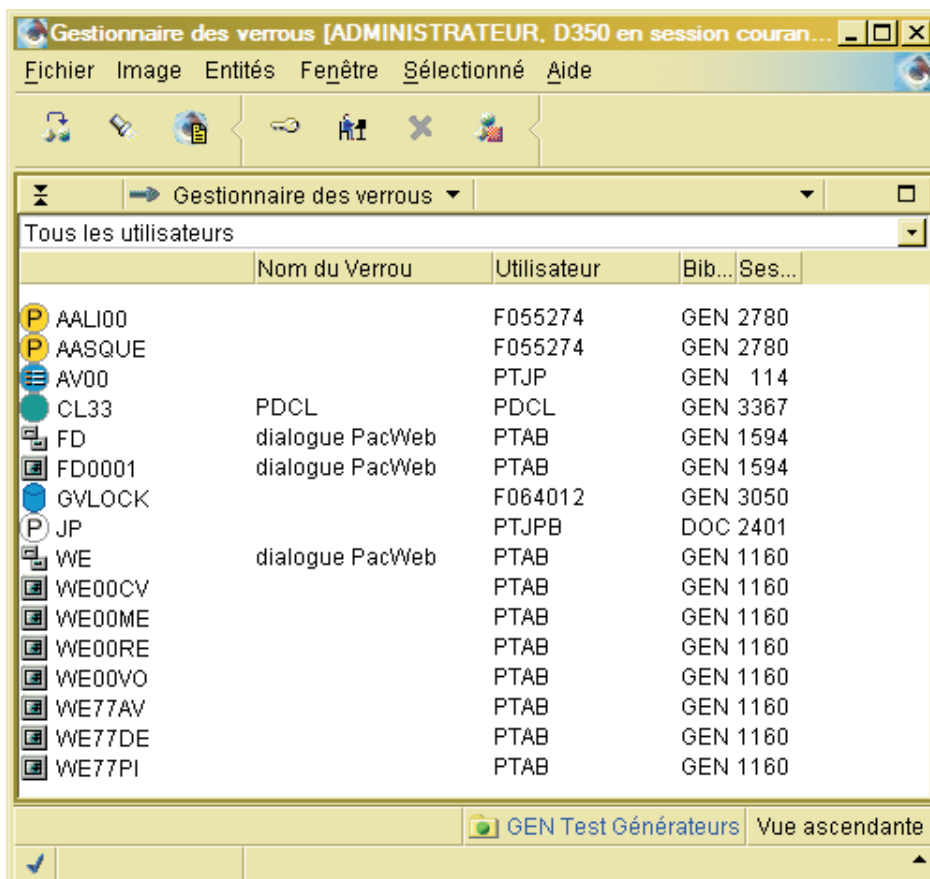 Gestionnaire des verrous [ADMINISTRATEUR, D350 en session couran...
Fichier Image Entités Fenêtre Sélectionné Aide
Gestionnaire des verrous
Tous les utilisateurs
Nom du Verrou Utilisateur Bib... Ses...
P AALI00 F055274 GEN 2780
P AASQUE F055274 GEN 2780
AV00 PTJP GEN 114
CL33 PDCL PDCL GEN 3367
FD dialogue PacWeb PTAB GEN 1594
FD0001 dialogue PacWeb PTAB GEN 1594
GVLOCK F064012 GEN 3050
P JP PTJPB DOC 2401
WE dialogue PacWeb PTAB GEN 1160
WE00CV PTAB GEN 1160
WE00ME PTAB GEN 1160
WE00RE PTAB GEN 1160
WE00VO PTAB GEN 1160
WE77AV PTAB GEN 1160
WE77DE PTAB GEN 1160
WE77PI PTAB GEN 1160
GEN Test Générateurs Vue ascendante